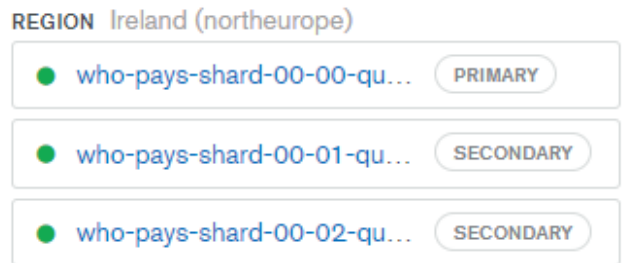 REGION Ireland (northeurope)
who-pays-shard-00-00-qu... PRIMARY
who-pays-shard-00-01-qu... SECONDARY
who-pays-shard-00-02-qu... SECONDARY